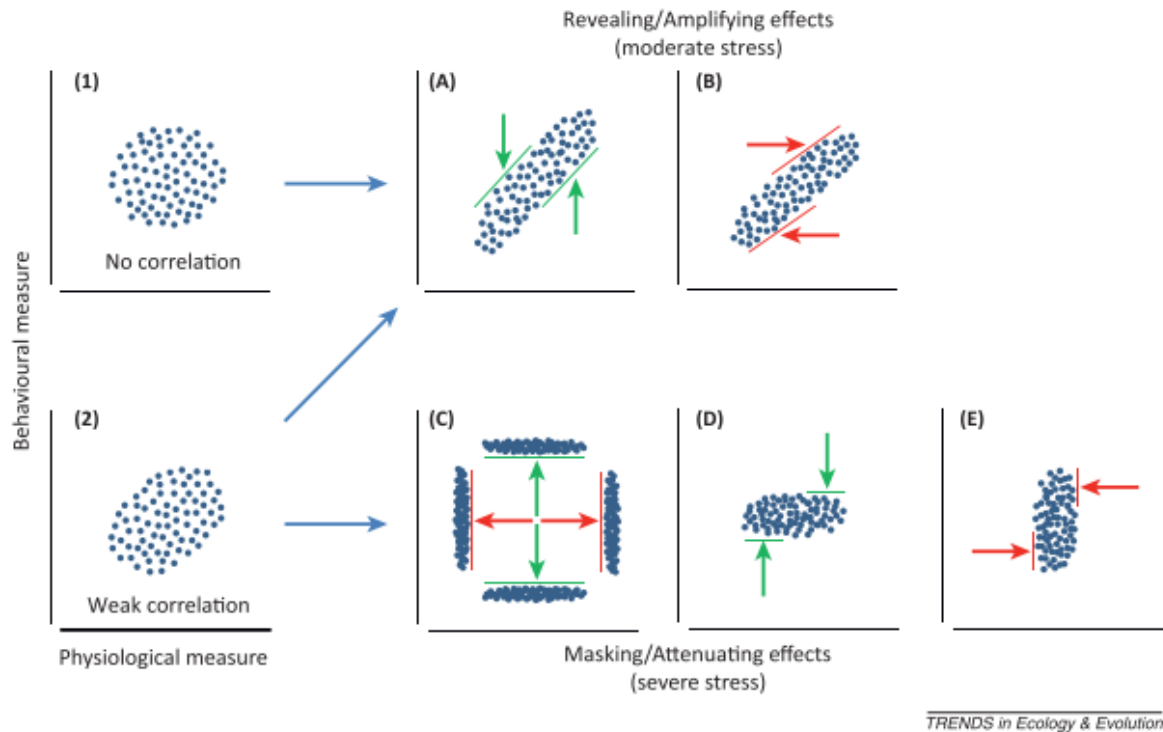 Revealing/Amplifying effects
(moderate stress)
(1)
(A)
(B)
No correlation
Behavioural measure
(2)
(C)
(D)
(E)
Weak correlation
Physiological measure
Masking/Attenuating effects
(severe stress)
TRENDS in Ecology & Evolution